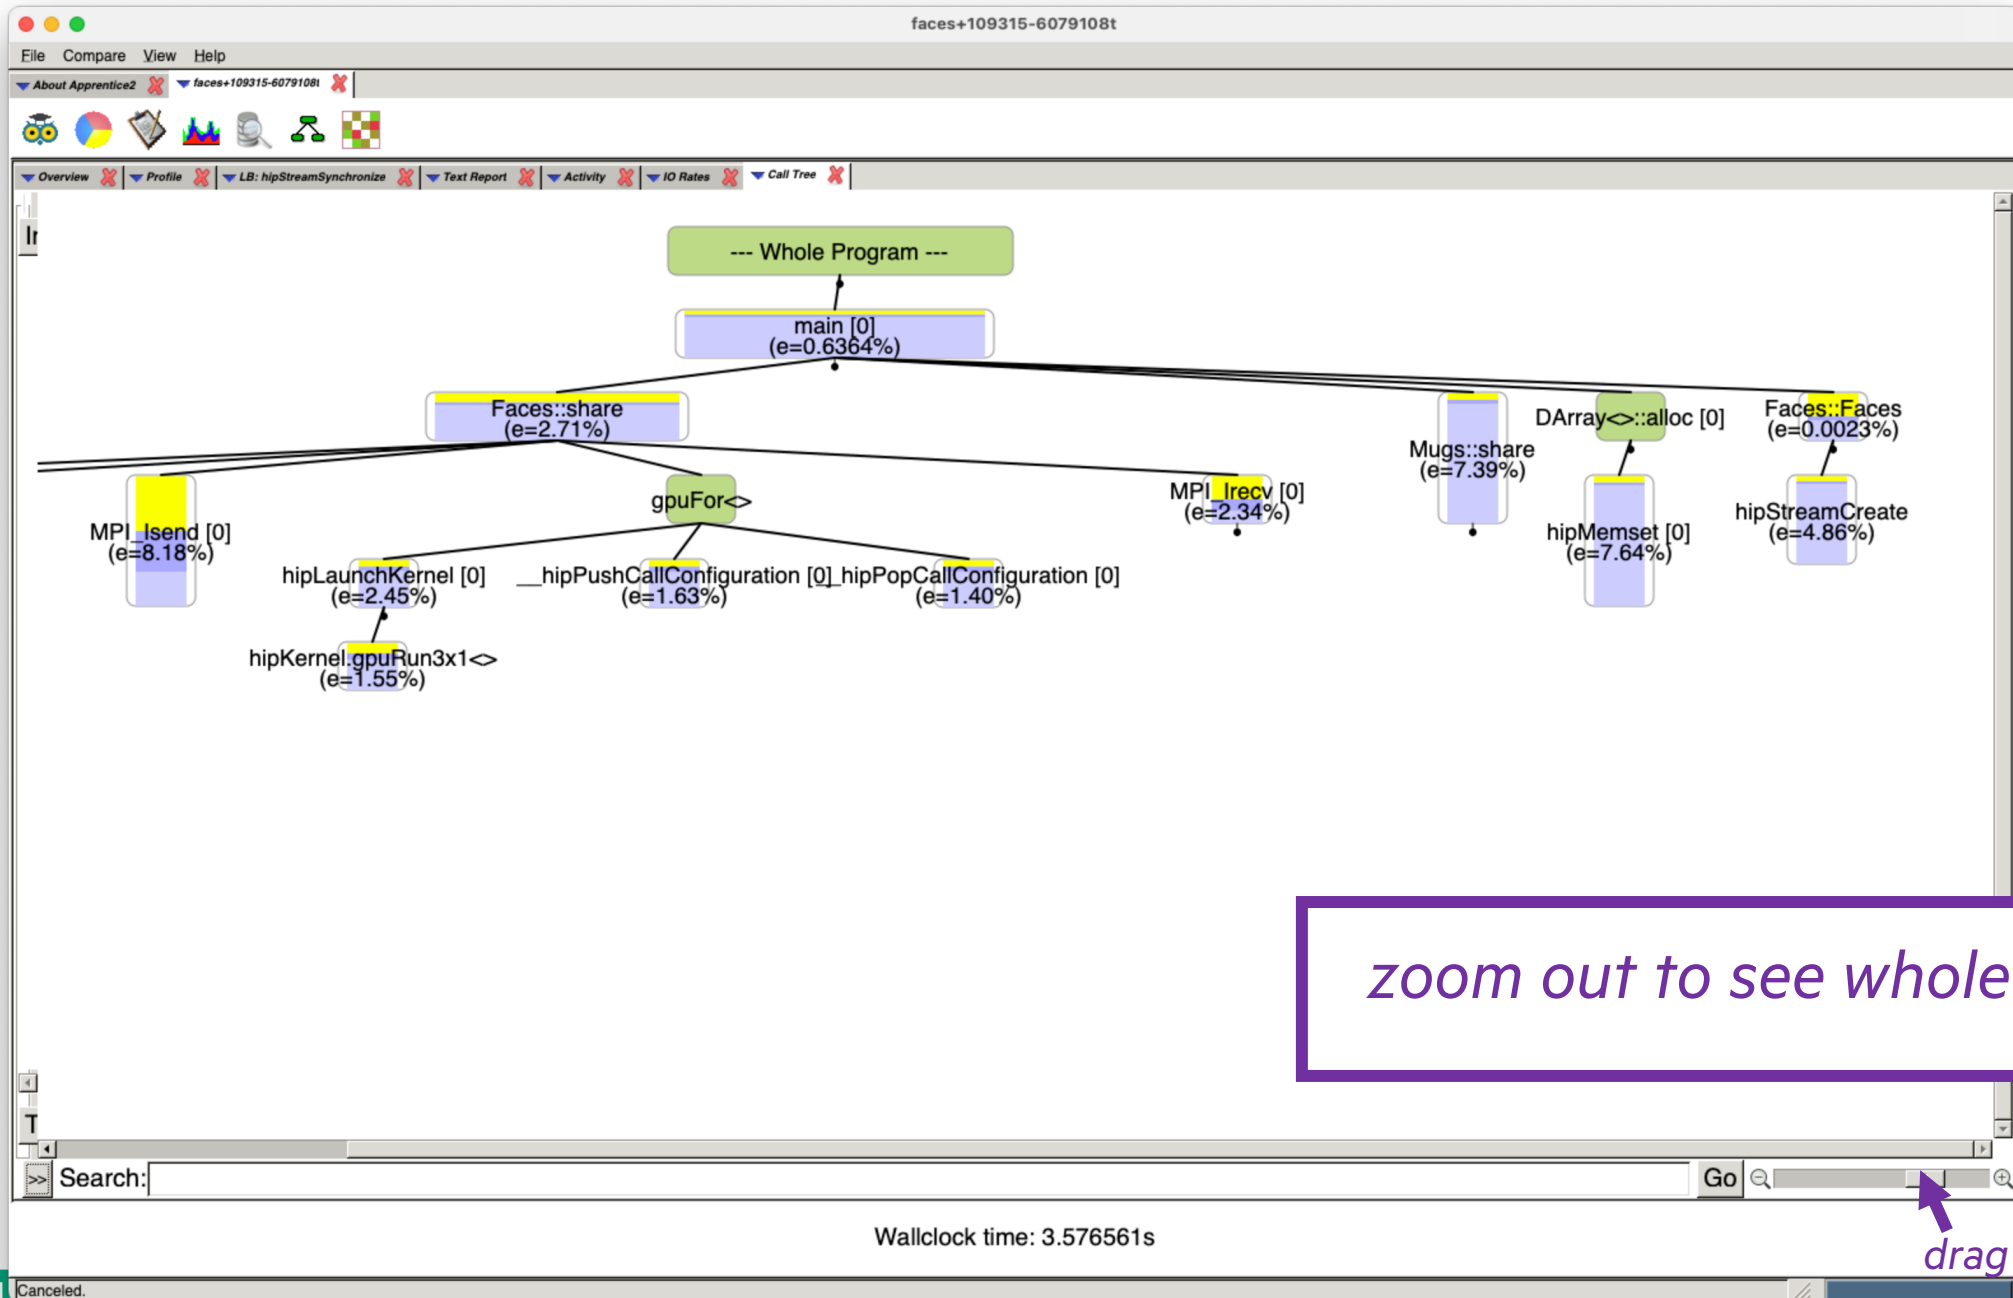 faces+109315-6079108t
File Compare View Help
About Apprentice2 faces+109315-6079108t
Overview Profile LB: hipStreamSynchronize Text Report Activity IO Rates Call Tree
--- Whole Program ---
main [0]
(e=0.6364%)
Faces::share
(e=2.71%)
Mugs::share
(e=7.39%)
DArray<>::alloc [0]
Faces::Faces
(e=0.0023%)
MPI_Isend [0]
(e=8.18%)
gpuFor<>
MPI_Irecv [0]
(e=2.34%)
hipMemset [0]
(e=7.64%)
hipStreamCreate
(e=4.86%)
hipLaunchKernel [0]
(e=2.45%)
__hipPushCallConfiguration [0]
(e=1.63%)
__hipPopCallConfiguration [0]
(e=1.40%)
hipKernel.gpuRun3x1<>
(e=1.55%)
zoom out to see whole
>> Search: Go
Wallclock time: 3.576561s
drag
Canceled.